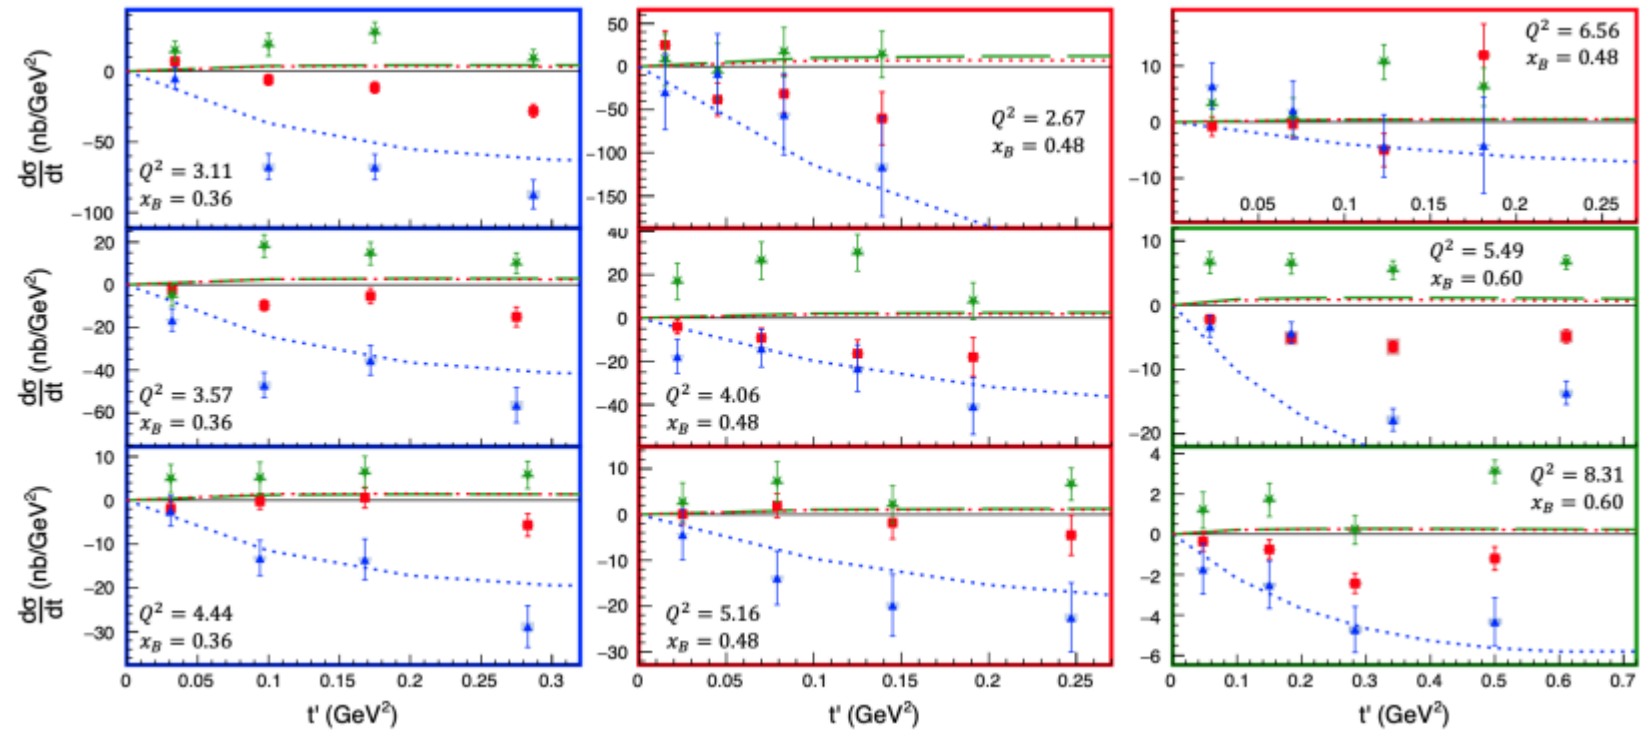 dσ/dt (nb/GeV²)
0
−50
−100
Q² = 3.11
x_B = 0.36
50
0
−50
−100
−150
Q² = 2.67
x_B = 0.48
10
0
−10
Q² = 6.56
x_B = 0.48
0.05 0.1 0.15 0.2 0.25
dσ/dt (nb/GeV²)
20
0
−20
−40
−60
Q² = 3.57
x_B = 0.36
40
20
0
−20
−40
Q² = 4.06
x_B = 0.48
10
0
−10
−20
Q² = 5.49
x_B = 0.60
dσ/dt (nb/GeV²)
10
0
−10
−20
−30
Q² = 4.44
x_B = 0.36
0 0.05 0.1 0.15 0.2 0.25 0.3
t' (GeV²)
10
0
−10
−20
−30
Q² = 5.16
x_B = 0.48
0 0.05 0.1 0.15 0.2 0.25
t' (GeV²)
4
2
0
−2
−4
−6
Q² = 8.31
x_B = 0.60
0 0.1 0.2 0.3 0.4 0.5 0.6 0.7
t' (GeV²)